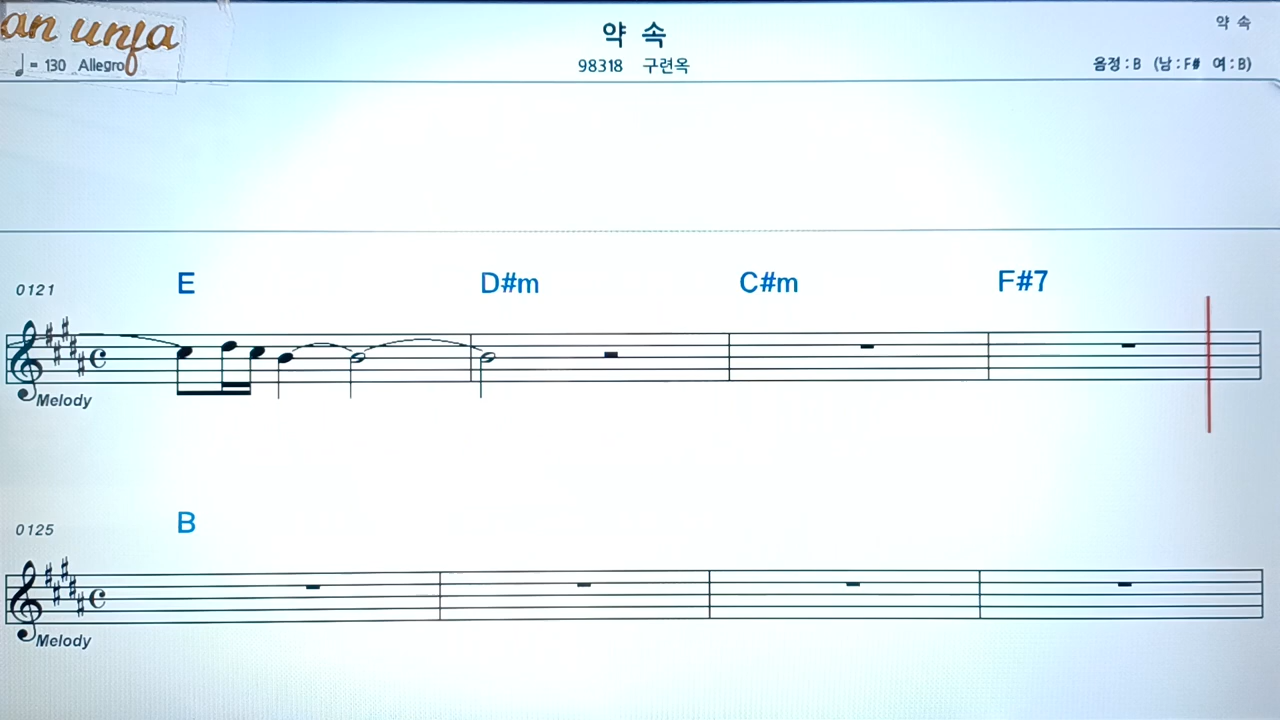 an unfa
약 속
약 속
♩ = 130 Allegro
98318 구련옥
음정 : B (남 : F# 여 : B)
0121 E D#m C#m F#7
Melody
0125 B
Melody